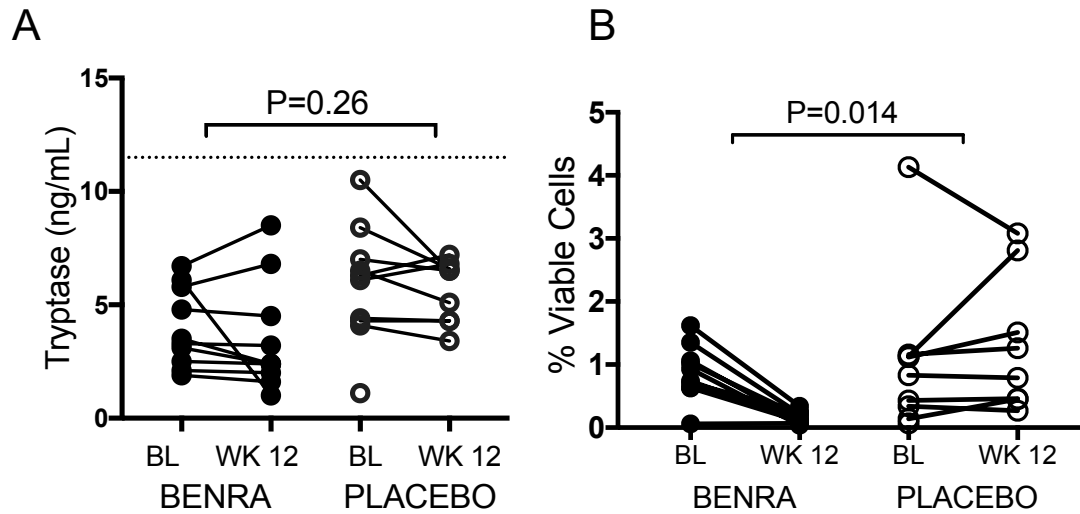 A
Tryptase (ng/mL)
15
10
5
0
P=0.26
BL WK 12 BL WK 12
BENRA PLACEBO
B
% Viable Cells
5
4
3
2
1
0
P=0.014
BL WK 12 BL WK 12
BENRA PLACEBO